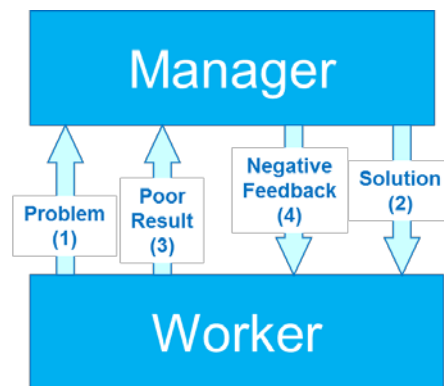 Manager
Problem
(1)
Poor
Result
(3)
Negative
Feedback
(4)
Solution
(2)
Worker